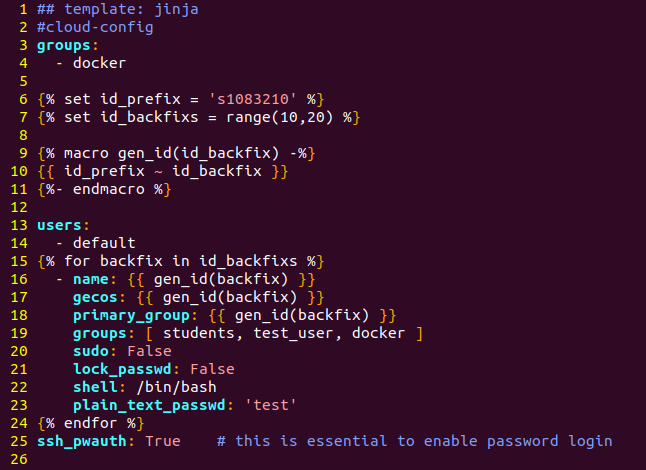 1 ## template: jinja
2 #cloud-config
3 groups:
4   - docker
5
6 {% set id_prefix = 's1083210' %}
7 {% set id_backfixs = range(10,20) %}
8
9 {% macro gen_id(id_backfix) -%}
10 {{ id_prefix ~ id_backfix }}
11 {%- endmacro %}
12
13 users:
14   - default
15 {% for backfix in id_backfixs %}
16   - name: {{ gen_id(backfix) }}
17     gecos: {{ gen_id(backfix) }}
18     primary_group: {{ gen_id(backfix) }}
19     groups: [ students, test_user, docker ]
20     sudo: False
21     lock_passwd: False
22     shell: /bin/bash
23     plain_text_passwd: 'test'
24 {% endfor %}
25 ssh_pwauth: True    # this is essential to enable password login
26